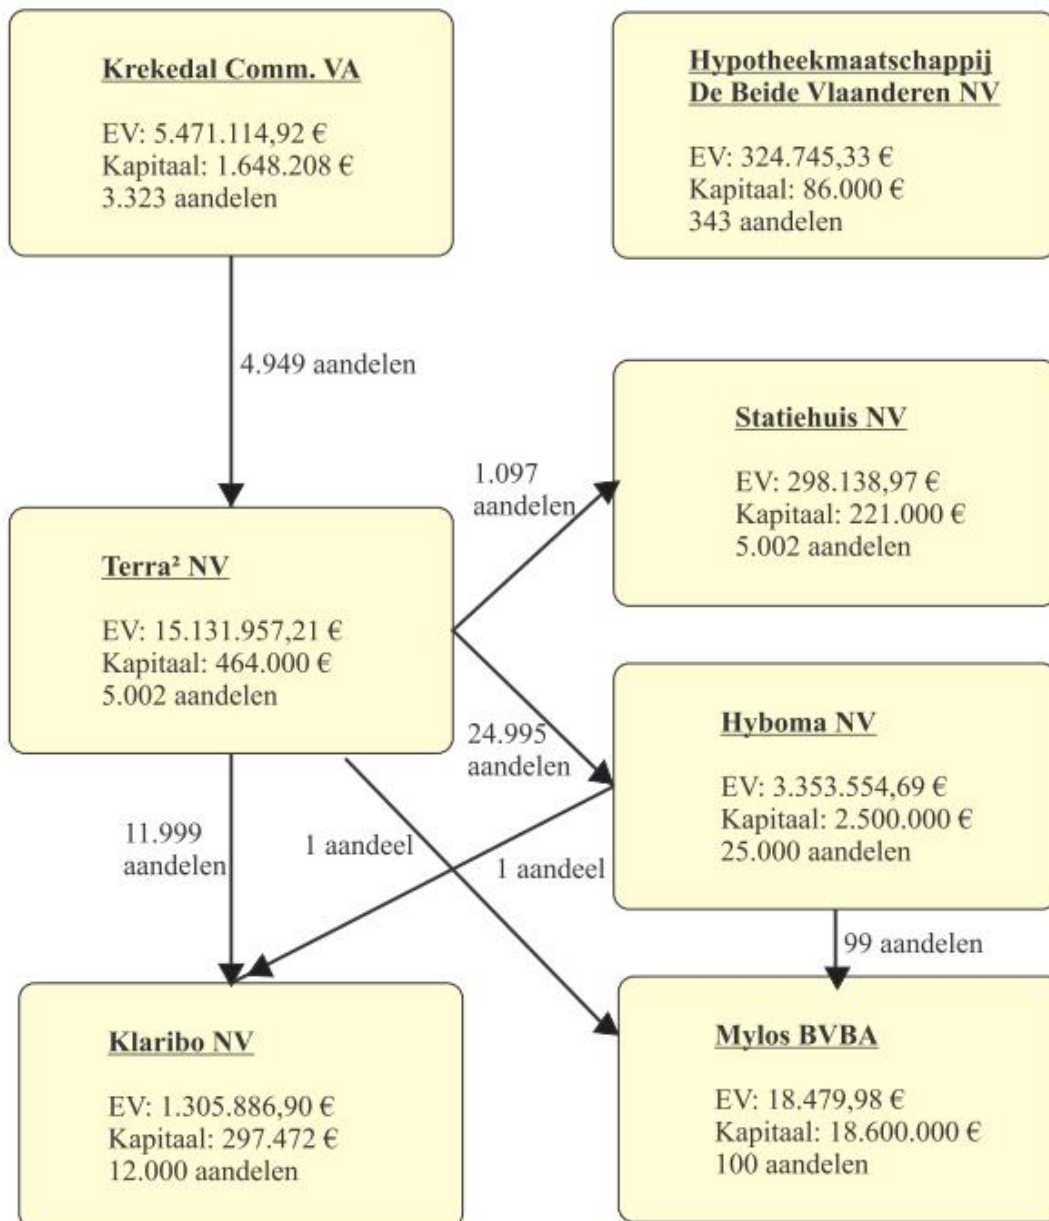 Krekedal Comm. VA
EV: 5.471.114,92 €
Kapitaal: 1.648.208 €
3.323 aandelen
Hypotheekmaatschappij
De Beide Vlaanderen NV
EV: 324.745,33 €
Kapitaal: 86.000 €
343 aandelen
4.949 aandelen
1.097
aandelen
Statiehuis NV
EV: 298.138,97 €
Kapitaal: 221.000 €
5.002 aandelen
Terra² NV
EV: 15.131.957,21 €
Kapitaal: 464.000 €
5.002 aandelen
24.995
aandelen
Hyboma NV
EV: 3.353.554,69 €
Kapitaal: 2.500.000 €
25.000 aandelen
11.999
aandelen
1 aandeel
1 aandeel
99 aandelen
Klaribo NV
EV: 1.305.886,90 €
Kapitaal: 297.472 €
12.000 aandelen
Mylos BVBA
EV: 18.479,98 €
Kapitaal: 18.600.000 €
100 aandelen